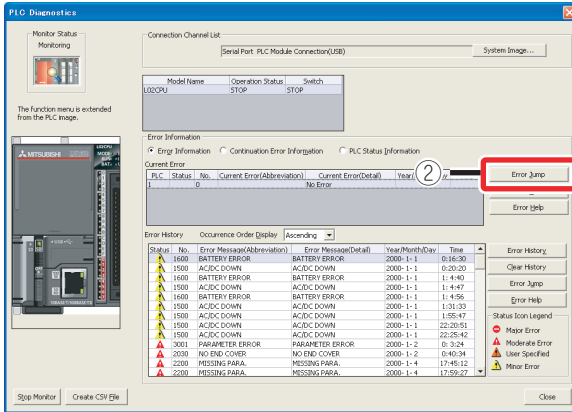 PLC Diagnostics
Monitor Status
Monitoring
The function menu is extended
from the PLC image.
MITSUBISHI
L02CPU
Stop Monitor
Create CSV File
Connection Channel List
Serial Port PLC Module Connection(USB)
System Image...
Model Name Operation Status Switch
L02CPU STOP STOP
Error Information
Error Information Continuation Error Information PLC Status Information
Current Error
PLC Status No. Current Error(Abbreviation) Current Error(Detail) Year/
1 0 No Error
2
Error Jump
Error Help
Error History Occurrence Order Display Ascending
Status No. Error Message(Abbreviation) Error Message(Detail) Year/Month/Day Time
1600 BATTERY ERROR BATTERY ERROR 2000- 1- 1 0:16:30
1500 AC/DC DOWN AC/DC DOWN 2000- 1- 1 0:20:20
1600 BATTERY ERROR BATTERY ERROR 2000- 1- 1 1: 4:40
1500 AC/DC DOWN AC/DC DOWN 2000- 1- 1 1: 4:47
1600 BATTERY ERROR BATTERY ERROR 2000- 1- 1 1: 4:56
1500 AC/DC DOWN AC/DC DOWN 2000- 1- 1 1:31:33
1500 AC/DC DOWN AC/DC DOWN 2000- 1- 1 1:55:47
1500 AC/DC DOWN AC/DC DOWN 2000- 1- 1 22:20:51
1500 AC/DC DOWN AC/DC DOWN 2000- 1- 1 22:25:42
3001 PARAMETER ERROR PARAMETER ERROR 2000- 1- 2 0: 3:24
2030 NO END COVER NO END COVER 2000- 1- 2 0:40:34
2200 MISSING PARA. MISSING PARA. 2000- 1- 4 17:45:12
2200 MISSING PARA. MISSING PARA. 2000- 1- 4 17:59:27
Error History
Clear History
Error Jump
Error Help
Status Icon Legend
Major Error
Moderate Error
User Specified
Minor Error
Close